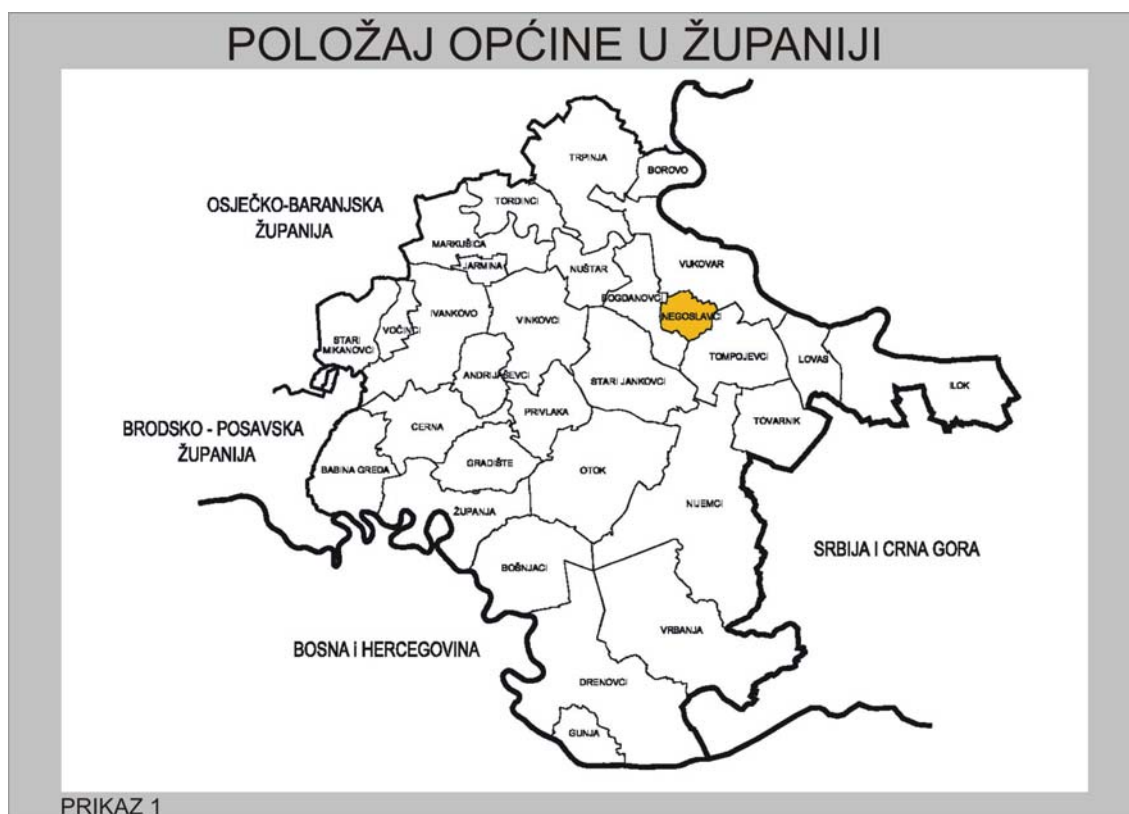 POLOŽAJ OPĆINE U ŽUPANIJI
TRPINJA
BOROVO
OSJEČKO-BARANJSKA
ŽUPANIJA
TORDINCI
MARKUŠICA
JARMINA
NUŠTAR
VUKOVAR
BOGDANOVCI
NEGOSLAVCI
IVANKOVO
VINKOVCI
VOĐINCI
STARI
MIKANOVCI
TOMPOJEVCI
LOVAS
ILOK
ANDRIJAŠEVCI
STARI JANKOVCI
PRIVLAKA
TOVARNIK
BRODSKO - POSAVSKA
ŽUPANIJA
CERNA
BABINA GREDA
GRADIŠTE
OTOK
NIJEMCI
ŽUPANJA
SRBIJA I CRNA GORA
BOŠNJACI
BOSNA i HERCEGOVINA
VRBANJA
DRENOVCI
GUNJA
PRIKAZ 1